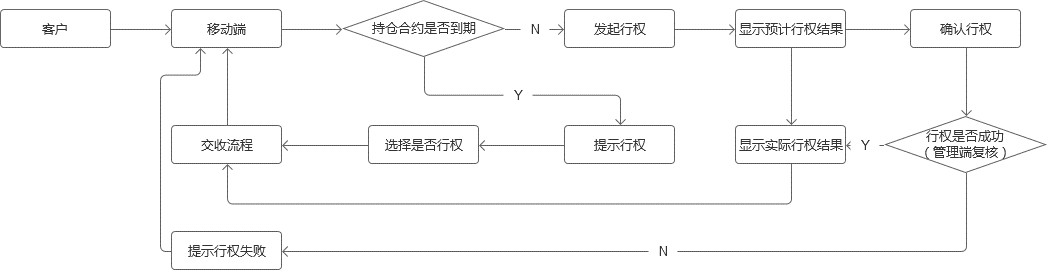 客户
移动端
持仓合约是否到期
N
发起行权
显示预计行权结果
确认行权
Y
交收流程
选择是否行权
提示行权
显示实际行权结果
Y
行权是否成功
（管理端复核）
提示行权失败
N